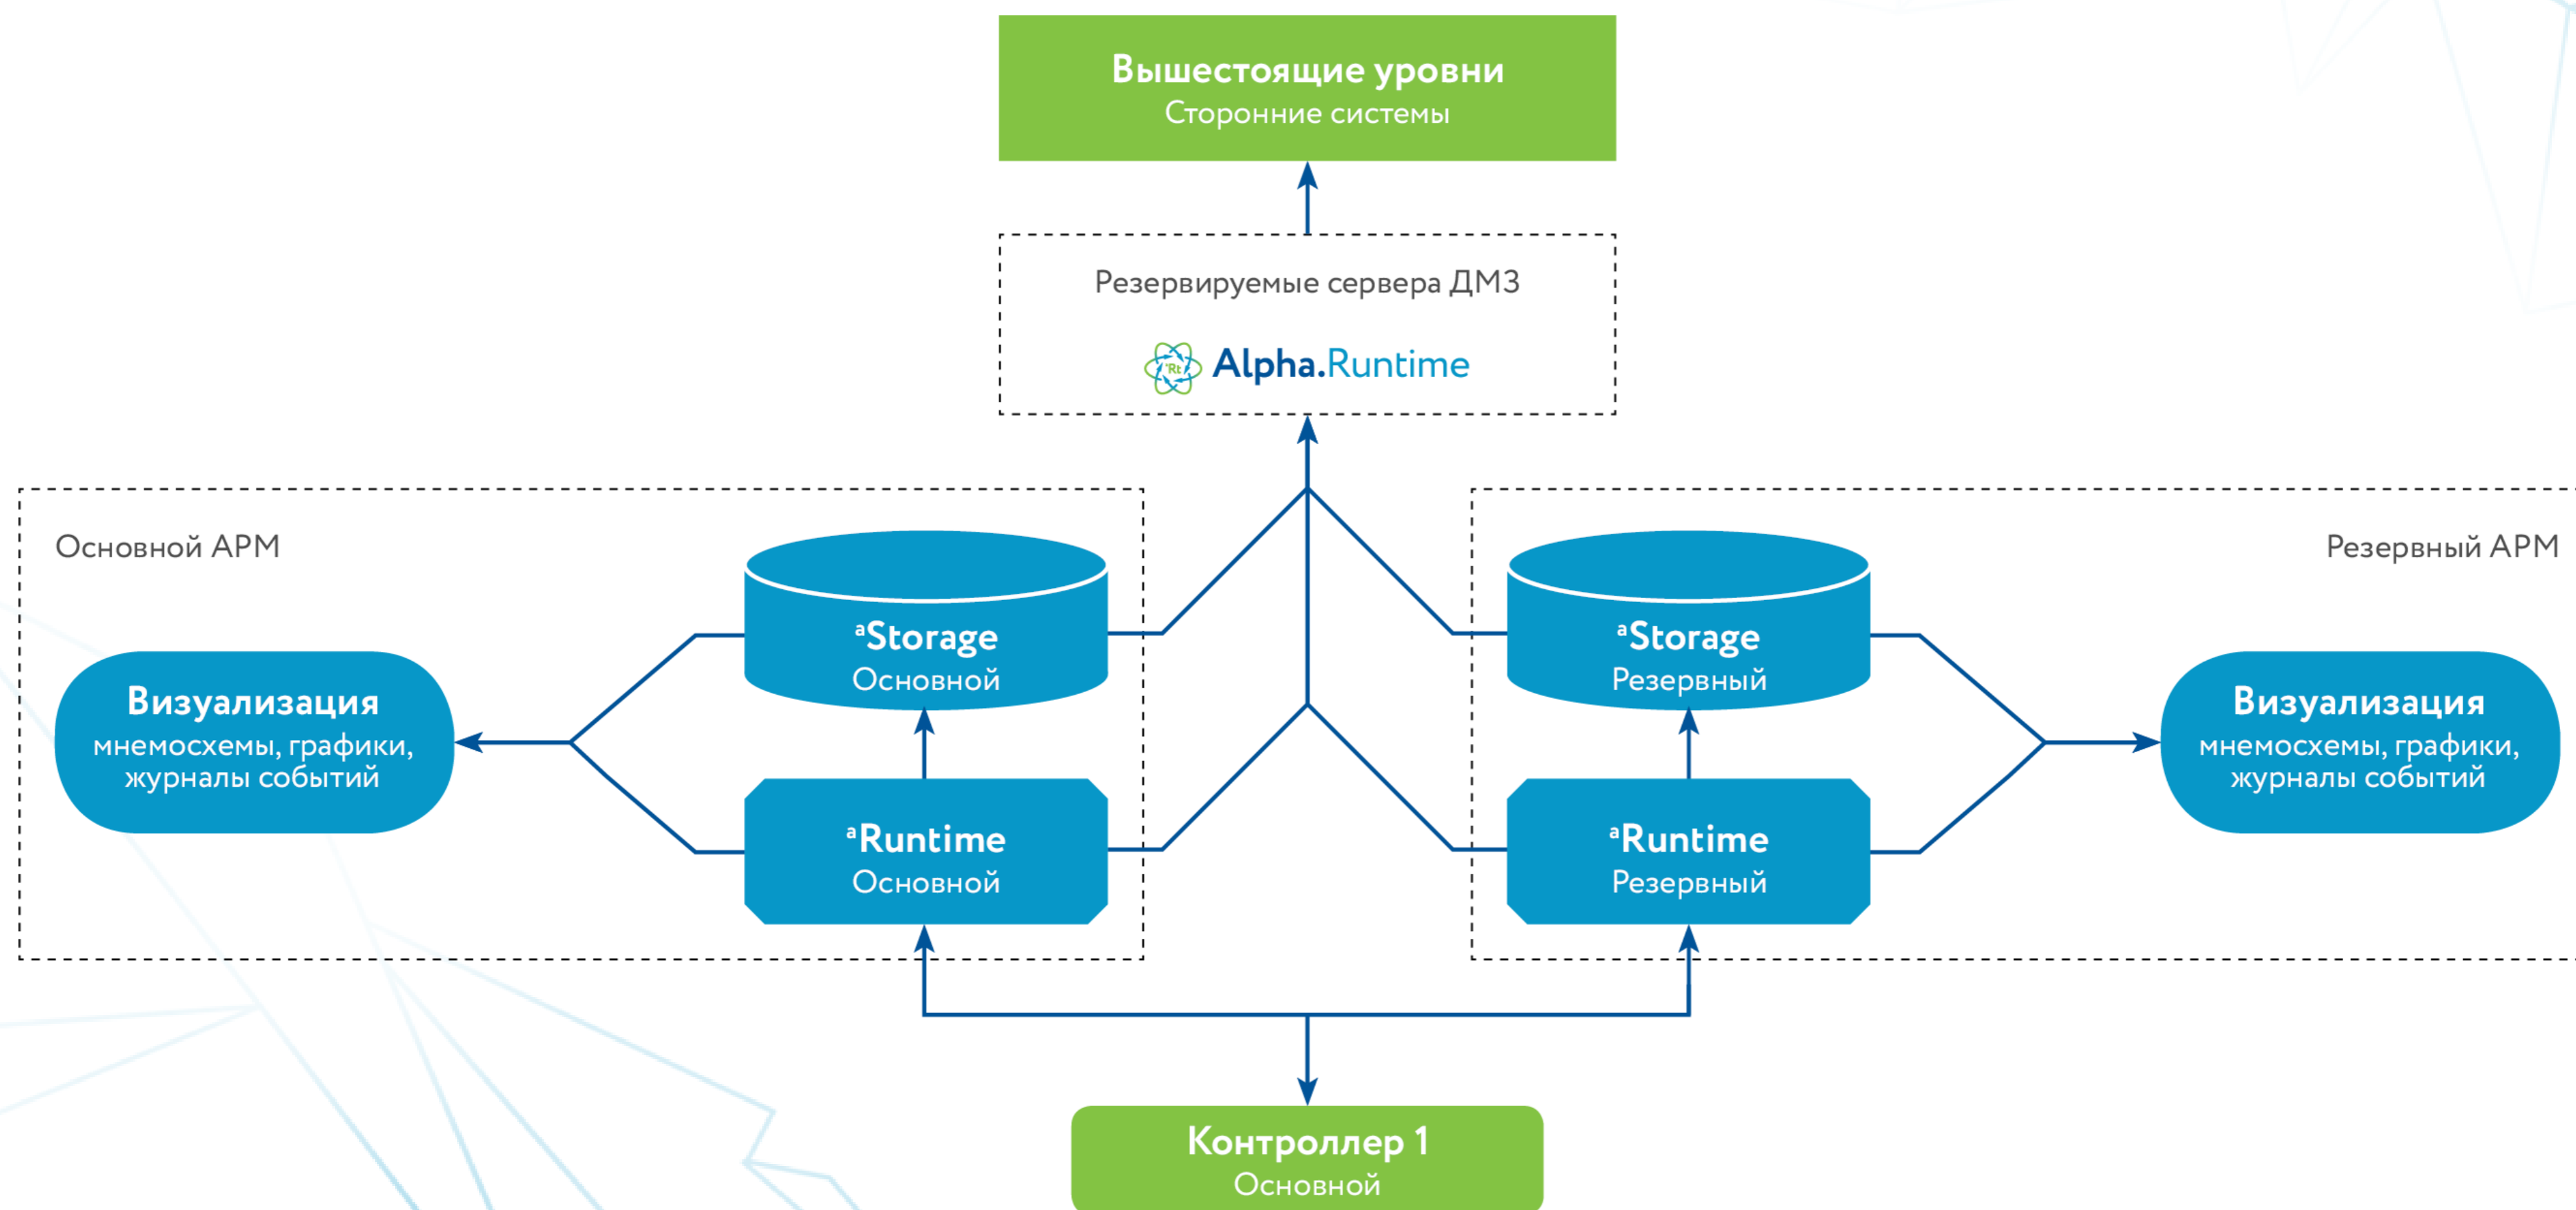 Вышестоящие уровни
Сторонние системы
Резервируемые сервера ДМЗ
ᵃRt
Alpha.Runtime
Основной АРМ
Резервный АРМ
ᵃStorage
Основной
ᵃStorage
Резервный
Визуализация
мнемосхемы, графики,
журналы событий
Визуализация
мнемосхемы, графики,
журналы событий
ᵃRuntime
Основной
ᵃRuntime
Резервный
Контроллер 1
Основной